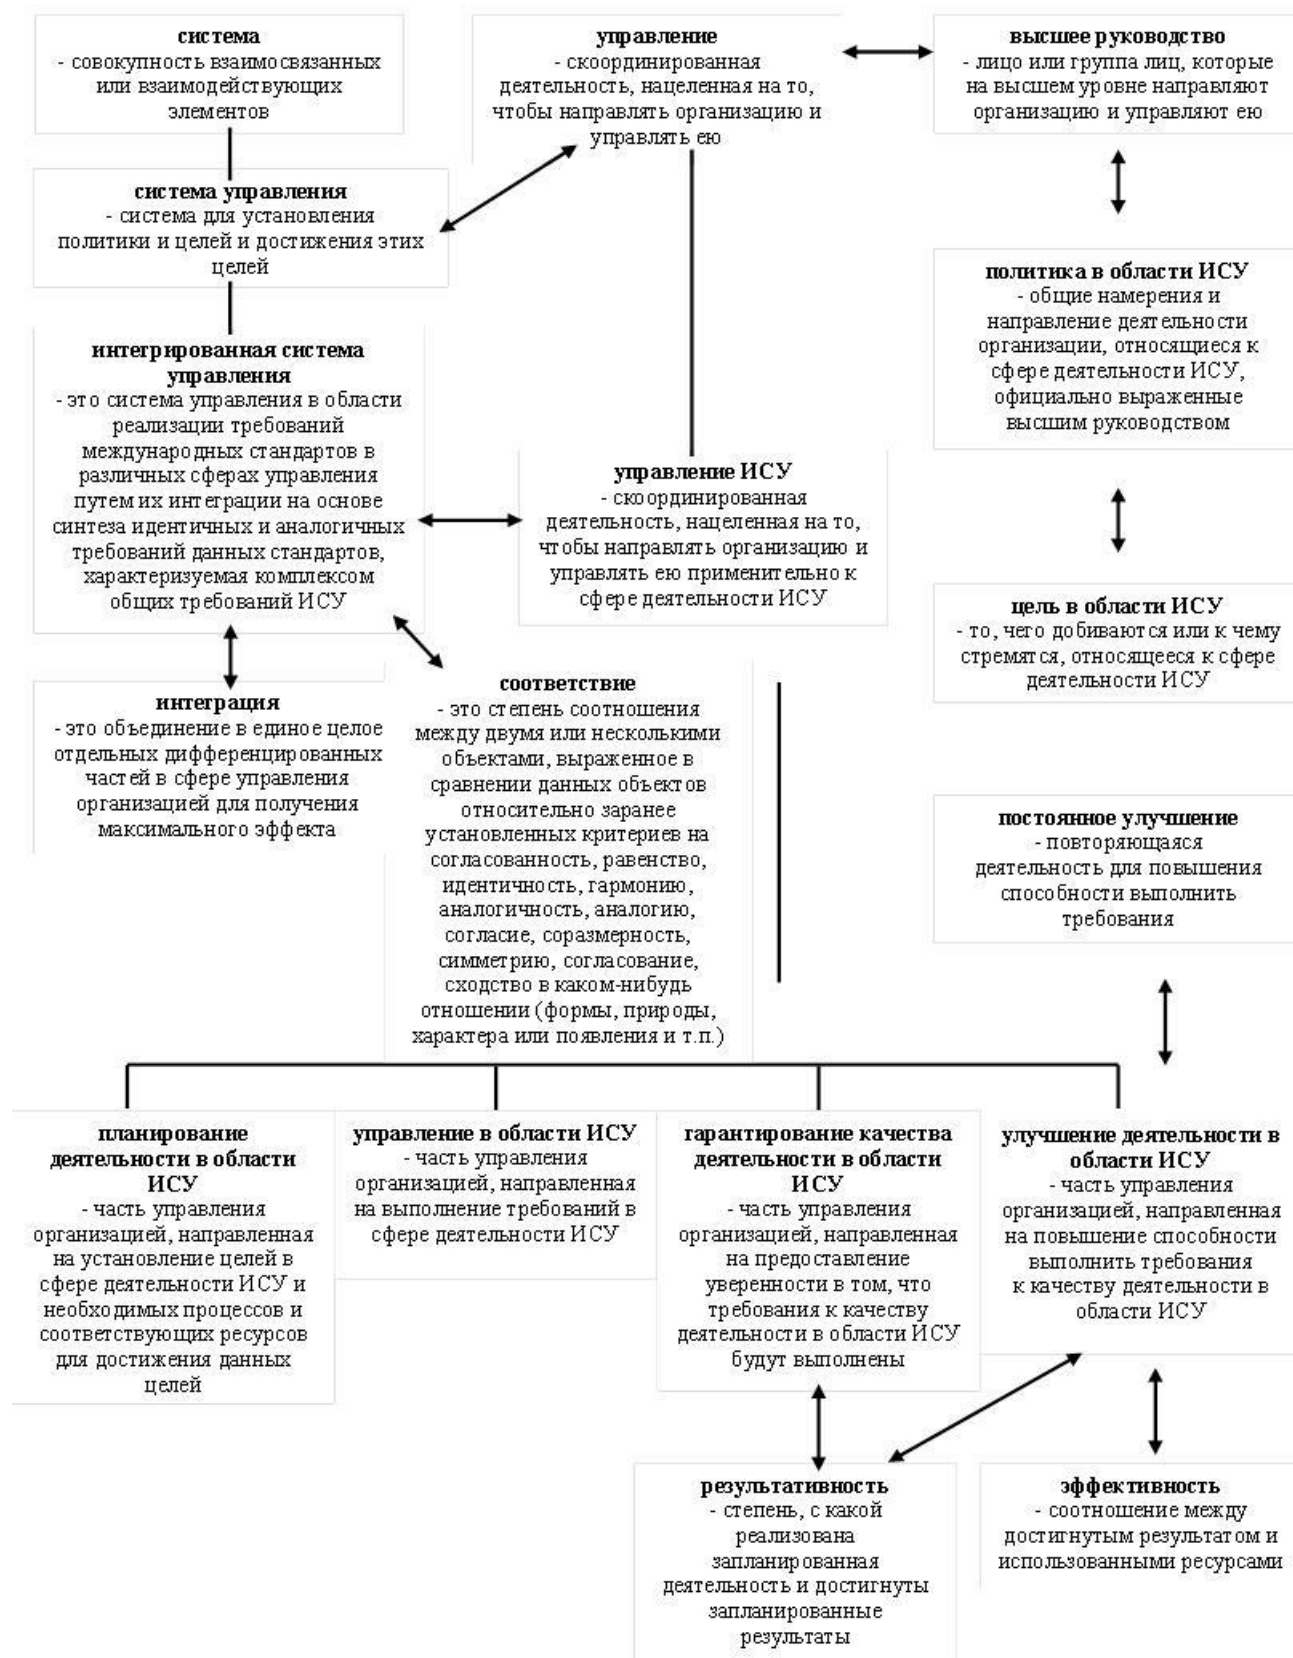 система
- совокупность взаимосвязанных
или взаимодействующих
элементов
управление
- скоординированная
деятельность, нацеленная на то,
чтобы направлять организацию и
управлять ею
высшее руководство
- лицо или группа лиц, которые
на высшем уровне направляют
организацию и управляют ею
система управления
- система для установления
политики и целей и достижения этих
целей
политика в области ИСУ
- общие намерения и
направление деятельности
организации, относящиеся к
сфере деятельности ИСУ,
официально выраженные
высшим руководством
интегрированная система
управления
- это система управления в области
реализации требований
международных стандартов в
различных сферах управления
путем их интеграции на основе
синтеза идентичных и аналогичных
требований данных стандартов,
характеризуемая комплексом
общих требований ИСУ
управление ИСУ
- скоординированная
деятельность, нацеленная на то,
чтобы направлять организацию и
управлять ею применительно к
сфере деятельности ИСУ
цель в области ИСУ
- то, чего добиваются или к чему
стремятся, относящееся к сфере
деятельности ИСУ
интеграция
- это объединение в единое целое
отдельных дифференцированных
частей в сфере управления
организацией для получения
максимального эффекта
соответствие
- это степень соотношения
между двумя или несколькими
объектами, выраженное в
сравнении данных объектов
относительно заранее
установленных критериев на
согласованность, равенство,
идентичность, гармонию,
аналогичность, аналогию,
согласие, соразмерность,
симметрию, согласование,
сходство в каком-нибудь
отношении (формы, природы,
характера или появления и т.п.)
постоянное улучшение
- повторяющаяся
деятельность для повышения
способности выполнить
требования
планирование
деятельности в области
ИСУ
- часть управления
организацией, направленная
на установление целей в
сфере деятельности ИСУ и
необходимых процессов и
соответствующих ресурсов
для достижения данных
целей
управление в области ИСУ
- часть управления
организацией, направленная
на выполнение требований в
сфере деятельности ИСУ
гарантирование качества
деятельности в области
ИСУ
- часть управления
организацией, направленная
на предоставление
уверенности в том, что
требования к качеству
деятельности в области ИСУ
будут выполнены
улучшение деятельности в
области ИСУ
- часть управления
организацией, направленная
на повышение способности
выполнить требования
к качеству деятельности в
области ИСУ
результативность
- степень, с какой
реализована
запланированная
деятельность и достигнуты
запланированные
результаты
эффективность
- соотношение между
достигнутым результатом и
использованными ресурсами